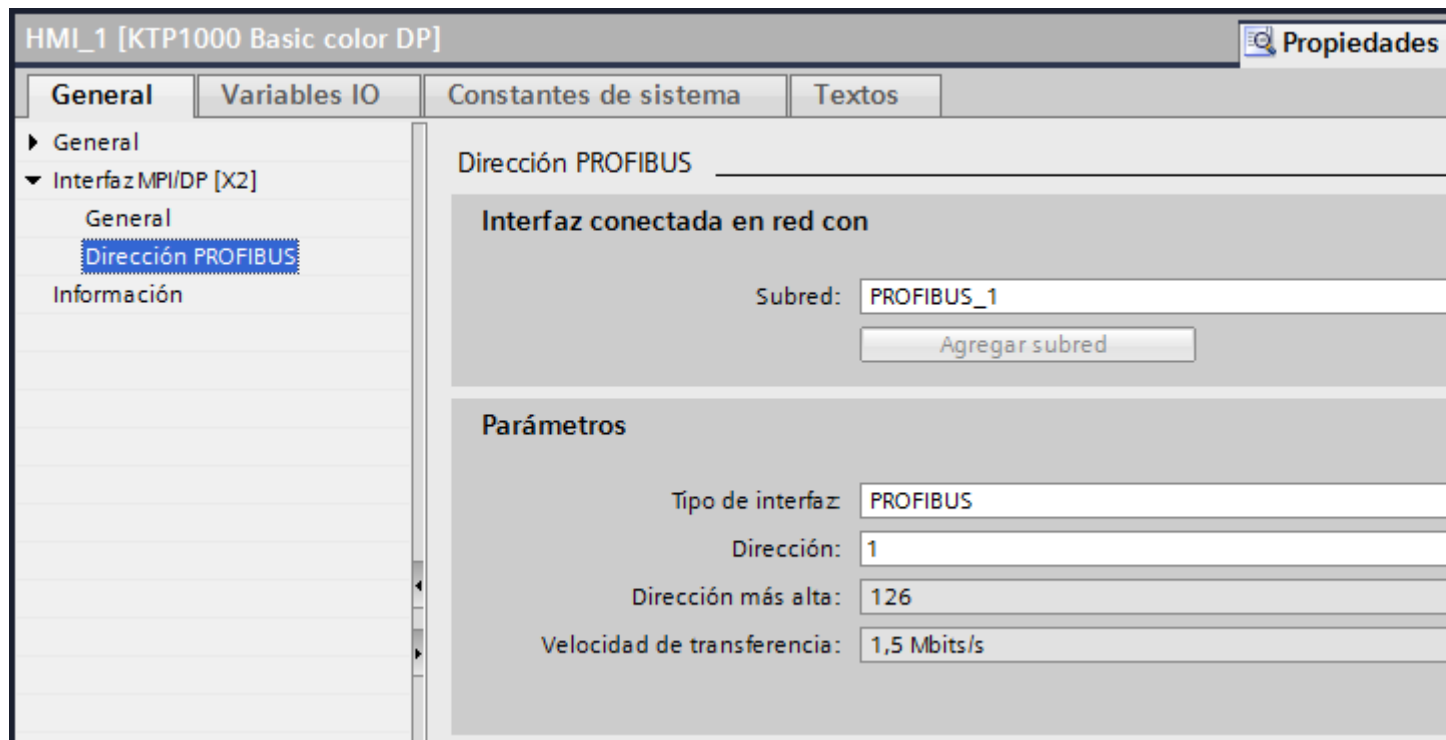 HMI_1 [KTP1000 Basic color DP]
Propiedades
General
Variables IO
Constantes de sistema
Textos
General
Interfaz MPI/DP [X2]
General
Dirección PROFIBUS
Información
Dirección PROFIBUS
Interfaz conectada en red con
Subred: PROFIBUS_1
Agregar subred
Parámetros
Tipo de interfaz: PROFIBUS
Dirección: 1
Dirección más alta: 126
Velocidad de transferencia: 1,5 Mbits/s